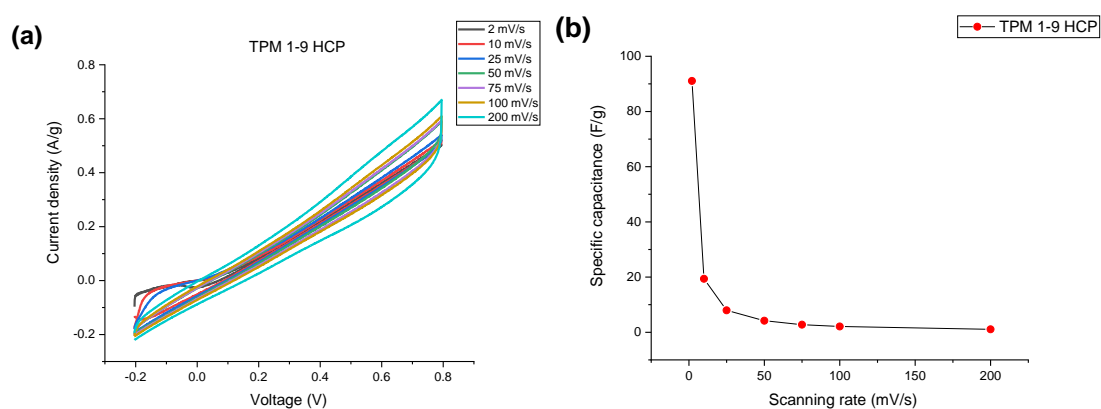 (a)
TPM 1-9 HCP
2 mV/s
10 mV/s
25 mV/s
50 mV/s
75 mV/s
100 mV/s
200 mV/s
Current density (A/g)
0.8
0.6
0.4
0.2
0.0
-0.2
-0.2 0.0 0.2 0.4 0.6 0.8
Voltage (V)
(b)
TPM 1-9 HCP
Specific capacitance (F/g)
100
80
60
40
20
0
0 50 100 150 200
Scanning rate (mV/s)